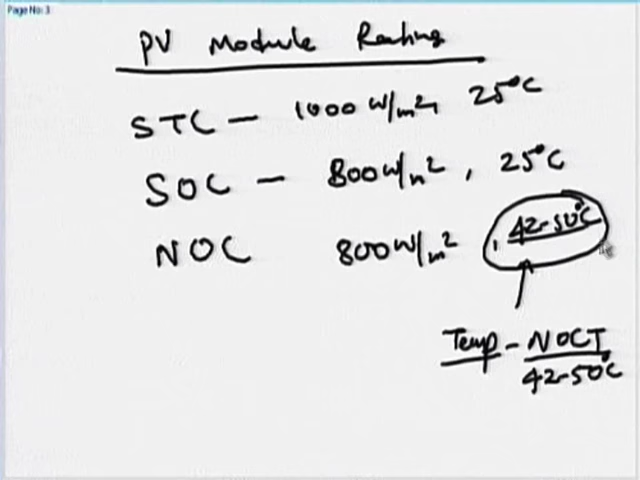 Page No: 3
PV Module Rating
STC - 1000 W/m², 25°C
SOC - 800 W/m², 25°C
NOC 800 W/m², 42-50°C
Temp - NOCT
42-50°C